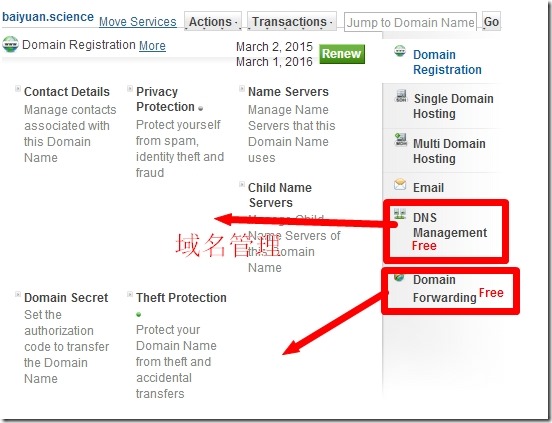 baiyuan.science Move Services Actions Transactions Jump to Domain Name Go
Domain Registration More
March 2, 2015
March 1, 2016
Renew
Contact Details
Manage contacts
associated with
this Domain
Name
Privacy
Protection
Protect yourself
from spam,
identity theft and
fraud
Name Servers
Manage Name
Servers that this
Domain Name
uses
Child Name
Servers
Manage Child
Name Servers of
this Domain
Name
域名管理
Domain Secret
Set the
authorization
code to transfer
the Domain
Name
Theft Protection
Protect your
Domain Name
from theft and
accidental
transfers
Domain
Registration
Single Domain
Hosting
Multi Domain
Hosting
Email
DNS
Management
Free
Domain
Forwarding Free